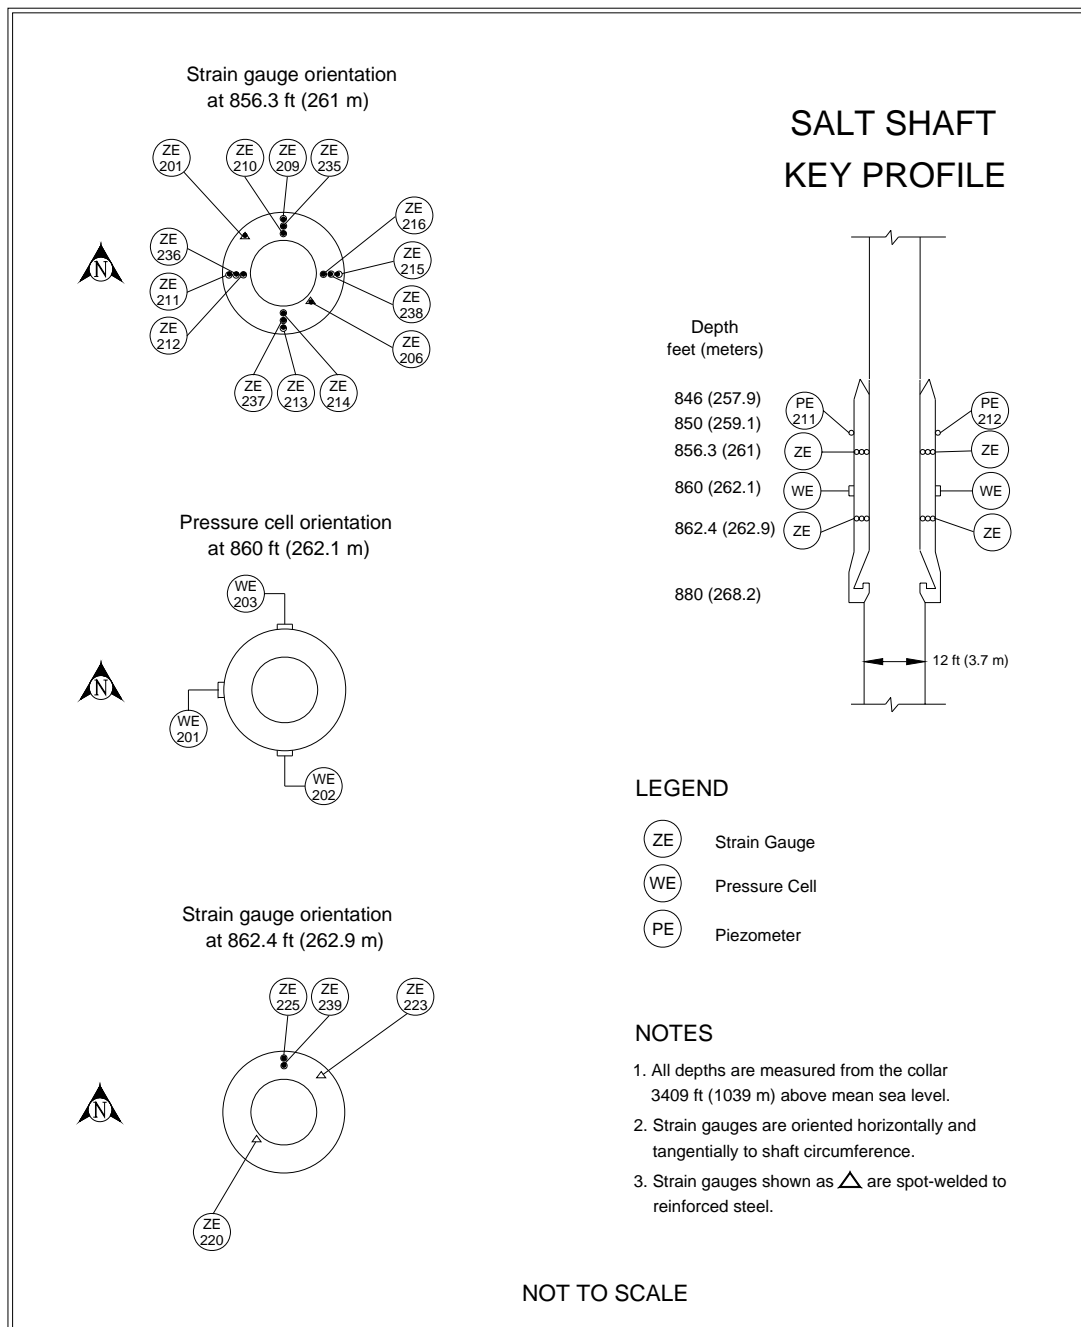 Strain gauge orientation
at 856.3 ft (261 m)
ZE
201
ZE
210
ZE
209
ZE
235
ZE
216
ZE
236
ZE
215
ZE
211
ZE
238
ZE
212
ZE
206
ZE
237
ZE
213
ZE
214
N
Pressure cell orientation
at 860 ft (262.1 m)
WE
203
N
WE
201
WE
202
Strain gauge orientation
at 862.4 ft (262.9 m)
ZE
225
ZE
239
ZE
223
N
ZE
220
SALT SHAFT
KEY PROFILE
Depth
feet (meters)
846 (257.9)
850 (259.1)
856.3 (261)
860 (262.1)
862.4 (262.9)
880 (268.2)
PE
211
PE
212
ZE
ZE
WE
WE
ZE
ZE
12 ft (3.7 m)
LEGEND
ZE Strain Gauge
WE Pressure Cell
PE Piezometer
NOTES
1. All depths are measured from the collar
3409 ft (1039 m) above mean sea level.
2. Strain gauges are oriented horizontally and
tangentially to shaft circumference.
3. Strain gauges shown as △ are spot-welded to
reinforced steel.
NOT TO SCALE